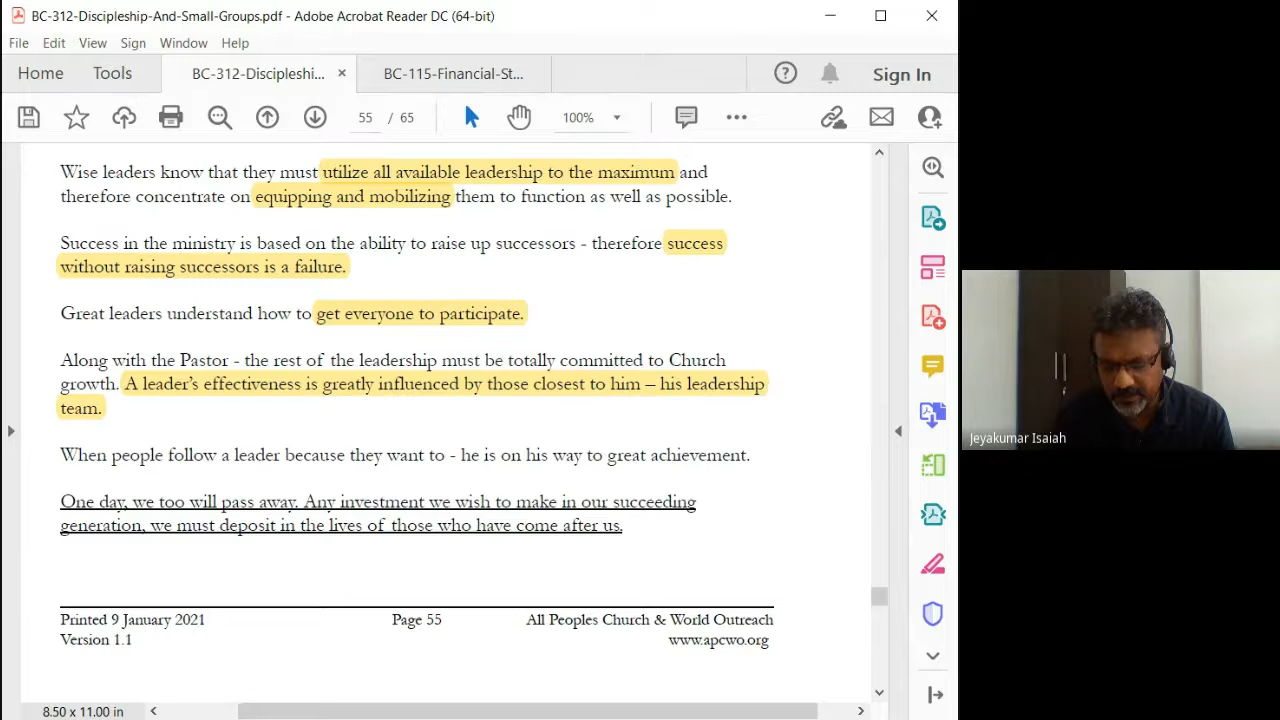 BC-312-Discipleship-And-Small-Groups.pdf - Adobe Acrobat Reader DC (64-bit)
File Edit View Sign Window Help
Home Tools BC-312-Discipleshi... × BC-115-Financial-St... Sign In
55 / 65 100%
Wise leaders know that they must utilize all available leadership to the maximum and
therefore concentrate on equipping and mobilizing them to function as well as possible.
Success in the ministry is based on the ability to raise up successors - therefore success
without raising successors is a failure.
Great leaders understand how to get everyone to participate.
Along with the Pastor - the rest of the leadership must be totally committed to Church
growth. A leader's effectiveness is greatly influenced by those closest to him – his leadership
team.
When people follow a leader because they want to - he is on his way to great achievement.
One day, we too will pass away. Any investment we wish to make in our succeeding
generation, we must deposit in the lives of those who have come after us.
Printed 9 January 2021 Page 55 All Peoples Church & World Outreach
Version 1.1 www.apcwo.org
8.50 x 11.00 in
Jeyakumar Isaiah